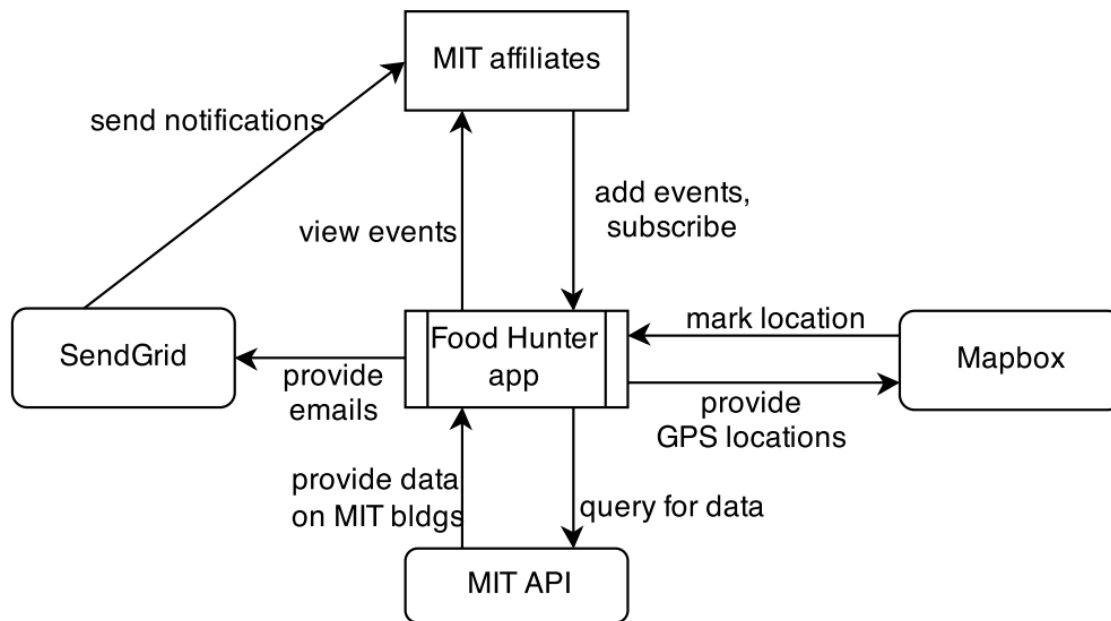 MIT affiliates
send notifications
add events,
subscribe
view events
SendGrid
Food Hunter
app
mark location
Mapbox
provide
emails
provide
GPS locations
provide data
on MIT bldgs
query for data
MIT API